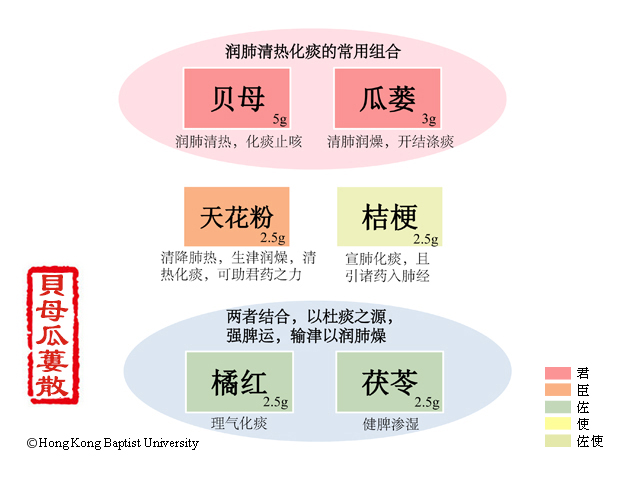 润肺清热化痰的常用组合
贝母
5g
瓜蒌
3g
润肺清热，化痰止咳
清肺润燥，开结涤痰
天花粉
2.5g
桔梗
2.5g
清降肺热，生津润燥，清
热化痰，可助君药之力
宣肺化痰，且
引诸药入肺经
两者结合，以杜痰之源，
强脾运，输津以润肺燥
橘红
2.5g
茯苓
2.5g
理气化痰
健脾渗湿
貝母瓜蔞散
君
臣
佐
使
佐使
©Hong Kong Baptist University